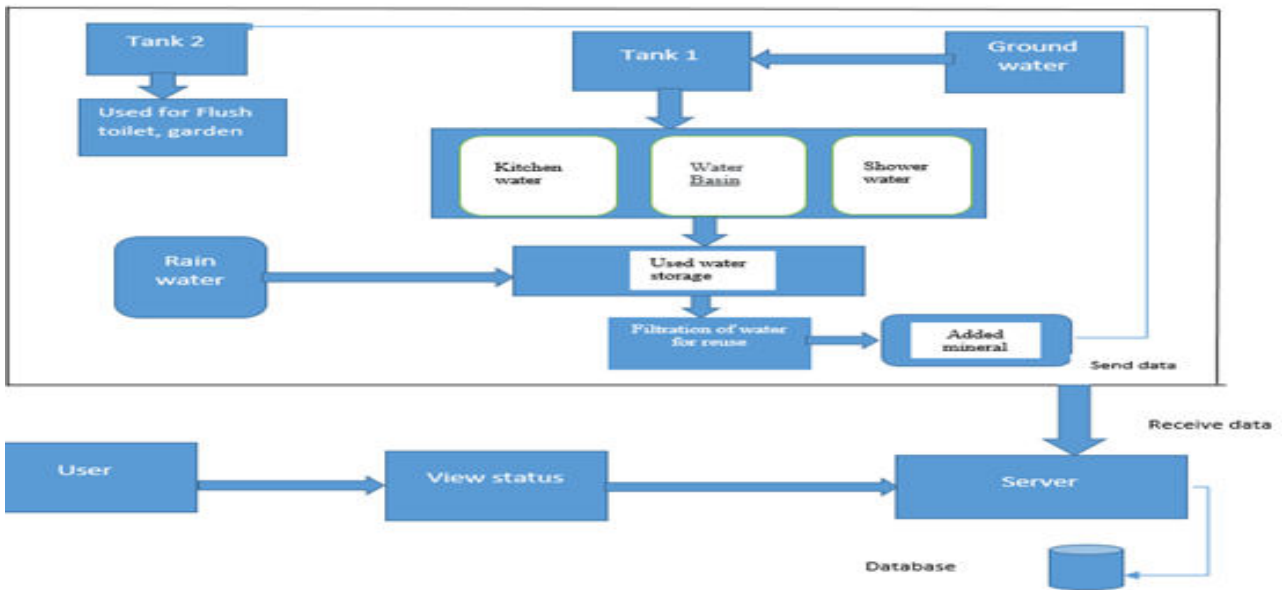 Tank 2
Tank 1
Ground
water
Used for Flush
toilet, garden
Kitchen
water
Water
Basin
Shower
water
Rain
water
Used water
storage
Filtration of water
for reuse
Added
mineral
Send data
Receive data
User
View status
Server
Database